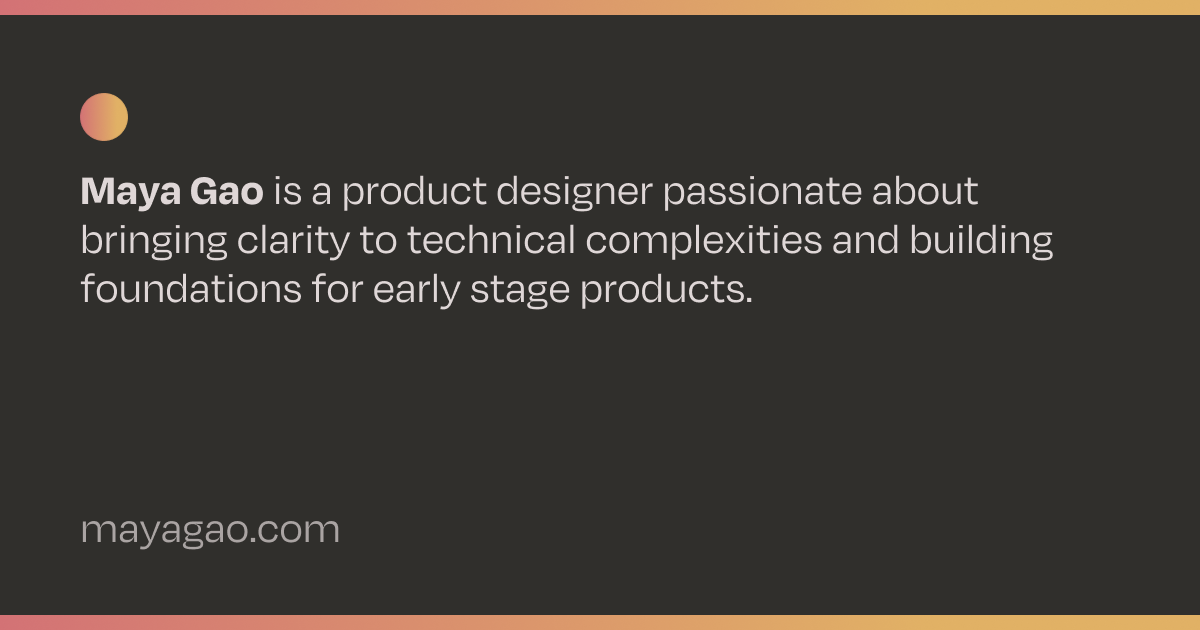 Maya Gao is a product designer passionate about
bringing clarity to technical complexities and building
foundations for early stage products.
mayagao.com